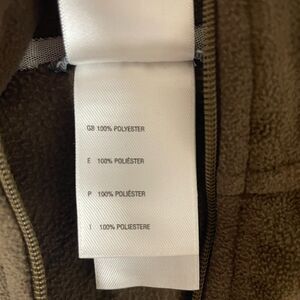 GB 100% POLYESTER
E 100% POLIÉSTER
P 100% POLIÉSTER
I 100% POLIESTERE